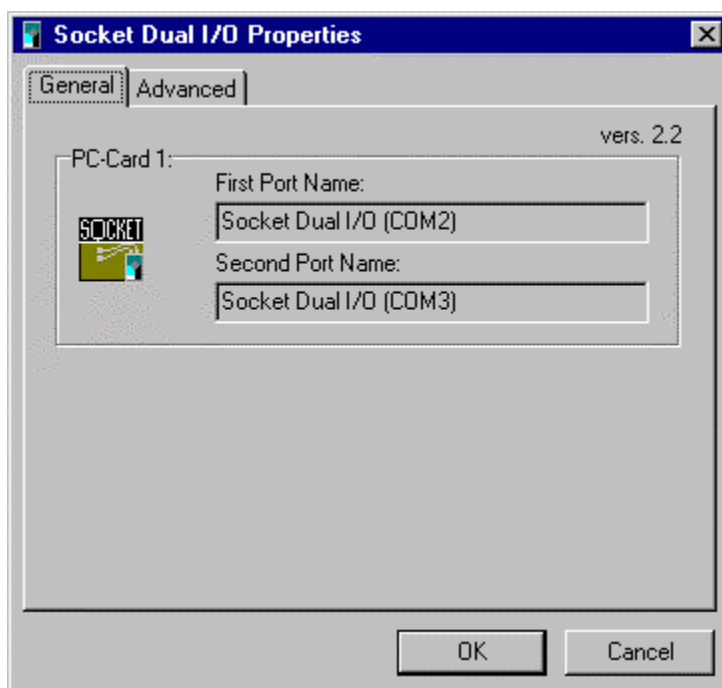 Socket Dual I/O Properties
General Advanced
vers. 2.2
PC-Card 1:
First Port Name:
SOCKET
Socket Dual I/O (COM2)
Second Port Name:
Socket Dual I/O (COM3)
OK Cancel